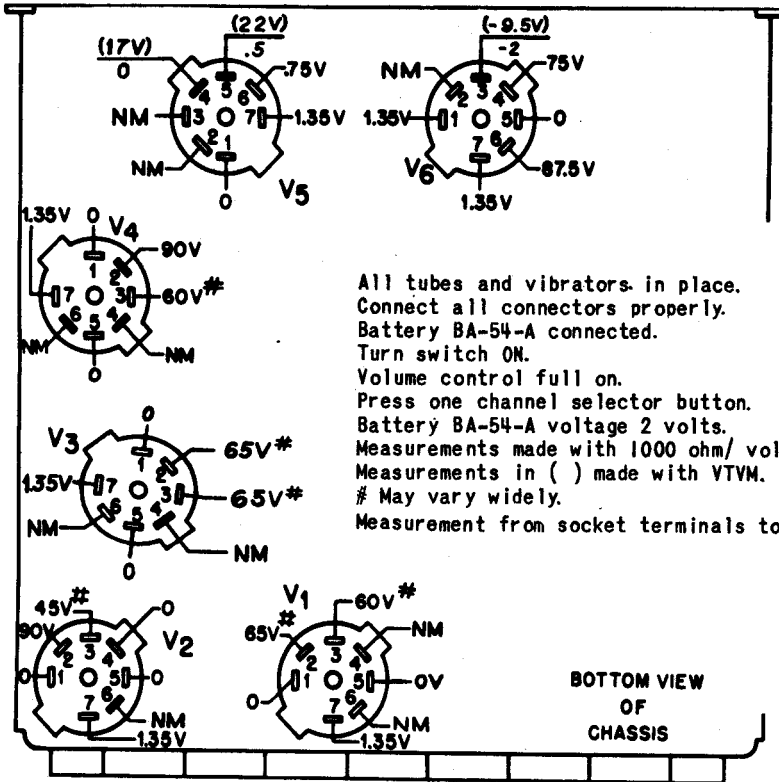 (17V)
0
(22V)
.5
.75V
4 5 6
NM 3 7 1.35V
2 1
NM
0
V5
(-9.5V)
-2
NM
75V
2 3 4
1.35V 1 5 0
7 6
87.5V
V6
1.35V
1.35V
0
V4
90V
1 2
7 3 60V#
6 5 4
NM
NM
0
All tubes and vibrators. in place.
Connect all connectors properly.
Battery BA-54-A connected.
Turn switch ON.
Volume control full on.
Press one channel selector button.
Battery BA-54-A voltage 2 volts.
Measurements made with 1000 ohm/ vol
Measurements in ( ) made with VTVM.
# May vary widely.
Measurement from socket terminals to
0
V3
65V#
1 2
1.35V 7 3 65V#
6 5 4
NM
NM
0
45V#
90V
0
V2
2 3 4
0 1 5 0
7 6
NM
1.35V
V1
60V#
65V#
NM
2 3 4
0 1 5 0V
7 6
NM
1.35V
BOTTOM VIEW
OF
CHASSIS